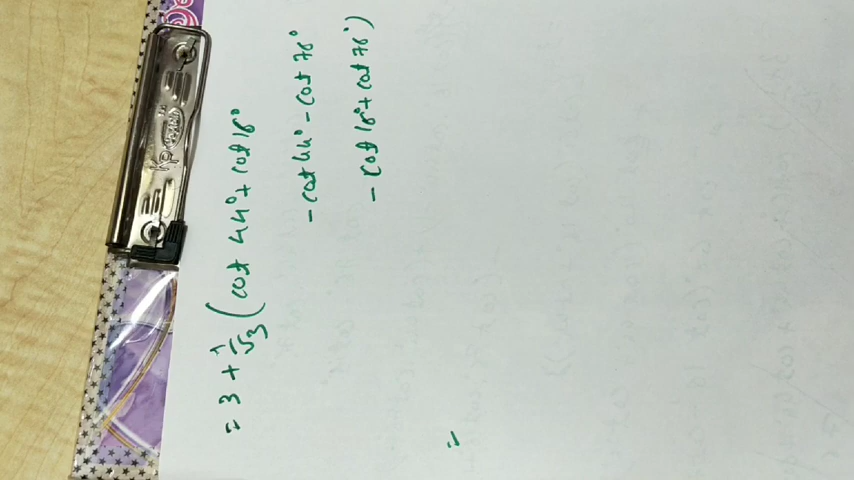 = 3 + 1/√3 ( cot 44° + cot 16°
- cot 44° - cot 76°
- cot 16° + cot 76° )
=